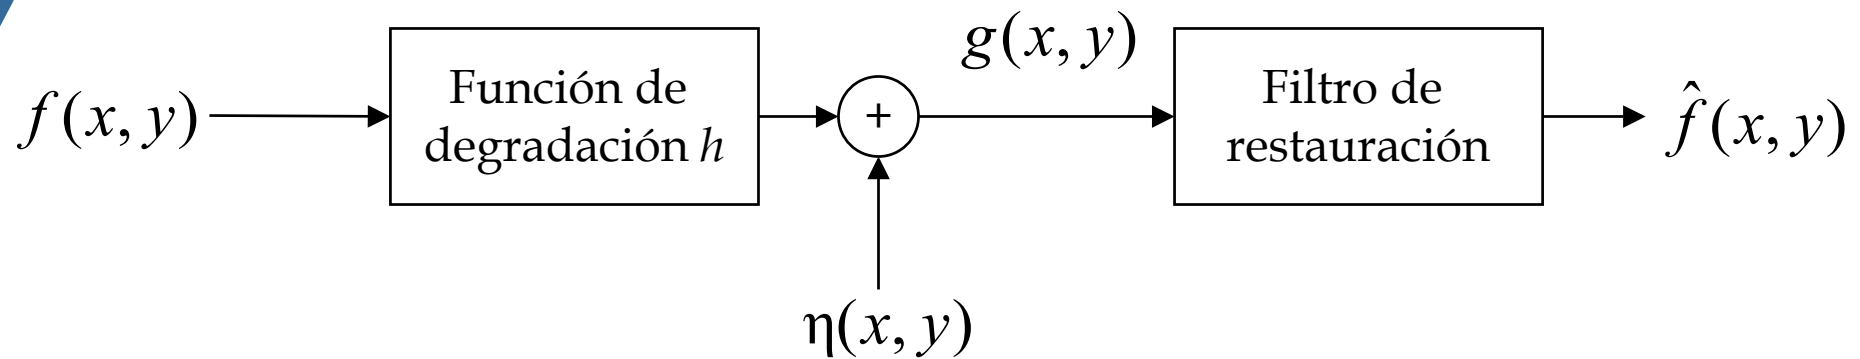 f(x, y)
Función de
degradación h
+
η(x, y)
g(x, y)
Filtro de
restauración
f̂(x, y)